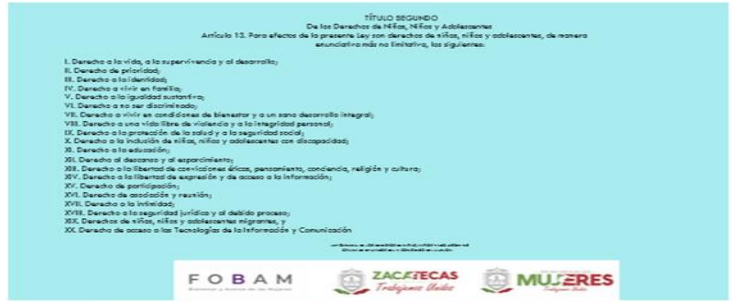 TÍTULO SEGUNDO
De los Derechos de Niñas, Niños y Adolescentes
Artículo 13. Para efectos de la presente Ley son derechos de niñas, niños y adolescentes, de manera
enunciativa más no limitativa, los siguientes:
I. Derecho a la vida, a la supervivencia y al desarrollo;
II. Derecho de prioridad;
III. Derecho a la identidad;
IV. Derecho a vivir en familia;
V. Derecho a la igualdad sustantiva;
VI. Derecho a no ser discriminado;
VII. Derecho a vivir en condiciones de bienestar y a un sano desarrollo integral;
VIII. Derecho a una vida libre de violencia y a la integridad personal;
IX. Derecho a la protección de la salud y a la seguridad social;
X. Derecho a la inclusión de niñas, niños y adolescentes con discapacidad;
XI. Derecho a la educación;
XII. Derecho al descanso y al esparcimiento;
XIII. Derecho a la libertad de convicciones éticas, pensamiento, conciencia, religión y cultura;
XIV. Derecho a la libertad de expresión y de acceso a la información;
XV. Derecho de participación;
XVI. Derecho de asociación y reunión;
XVII. Derecho a la intimidad;
XVIII. Derecho a la seguridad jurídica y al debido proceso;
XIX. Derechos de niñas, niños y adolescentes migrantes, y
XX. Derecho de acceso a las Tecnologías de la Información y Comunicación
FOBAM ZACATECAS MUJERES
Bienestar y Avance de las Mujeres Trabajemos Unidos Trabajemos Unidos